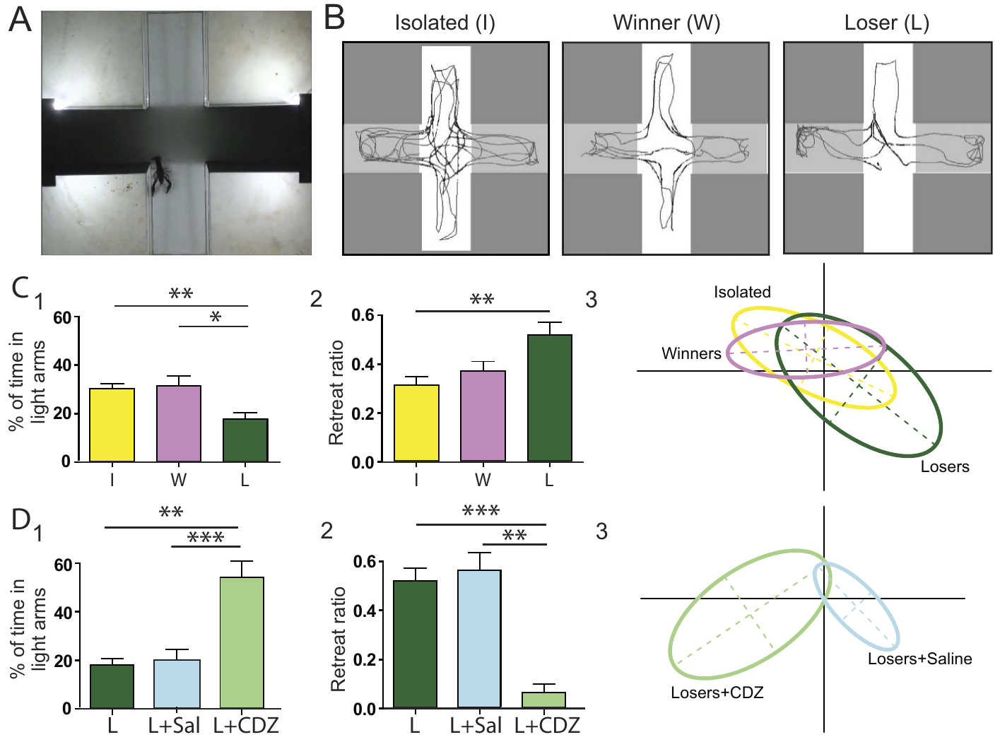 A
B
Isolated (I)
Winner (W)
Loser (L)
C
1
**
*
% of time in
light arms
60
40
20
0
I
W
L
2
**
Retreat ratio
0.6
0.4
0.2
0.0
I
W
L
3
Isolated
Winners
Losers
D
1
**
***
% of time in
light arms
60
40
20
0
L
L+Sal
L+CDZ
2
***
**
Retreat ratio
0.6
0.4
0.2
0.0
L
L+Sal
L+CDZ
3
Losers+Saline
Losers+CDZ